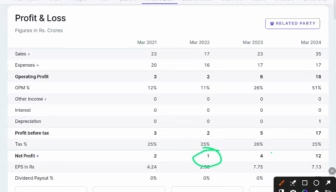 Profit & Loss
Figures in Rs. Crores
RELATED PARTY
Mar 2021 Mar 2022 Mar 2023 Mar 2024
Sales + 23 17 23 35
Expenses + 20 16 17 17
Operating Profit 3 2 6 18
OPM % 12% 11% 26% 51%
Other Income + 0 0 0 0
Interest 0 0 0 0
Depreciation 0 0 0 1
Profit before tax 3 2 5 17
Tax % 25% 25% 26%
Net Profit + 2 1 4 12
EPS in Rs 4.24 7.75 7.13
Dividend Payout % 0% 0% 0% 0%